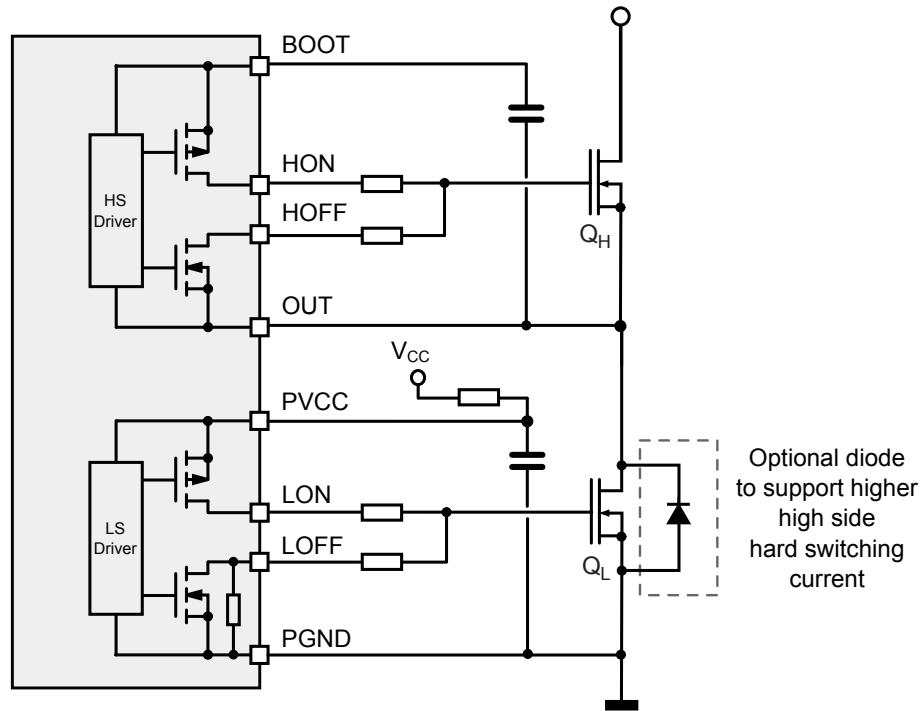 BOOT
HON
HS
Driver
HOFF
Q_H
OUT
V_CC
PVCC
Optional diode
to support higher
high side
hard switching
current
LON
LS
Driver
LOFF
Q_L
PGND